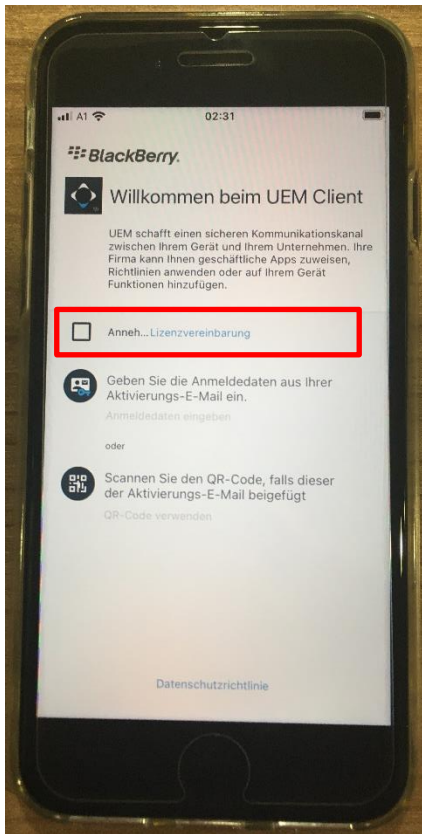 A1 02:31
BlackBerry.
Willkommen beim UEM Client
UEM schafft einen sicheren Kommunikationskanal
zwischen Ihrem Gerät und Ihrem Unternehmen. Ihre
Firma kann Ihnen geschäftliche Apps zuweisen,
Richtlinien anwenden oder auf Ihrem Gerät
Funktionen hinzufügen.
Anneh...Lizenzvereinbarung
Geben Sie die Anmeldedaten aus Ihrer
Aktivierungs-E-Mail ein.
Anmeldedaten eingeben
oder
Scannen Sie den QR-Code, falls dieser
der Aktivierungs-E-Mail beigefügt
QR-Code verwenden
Datenschutzrichtlinie